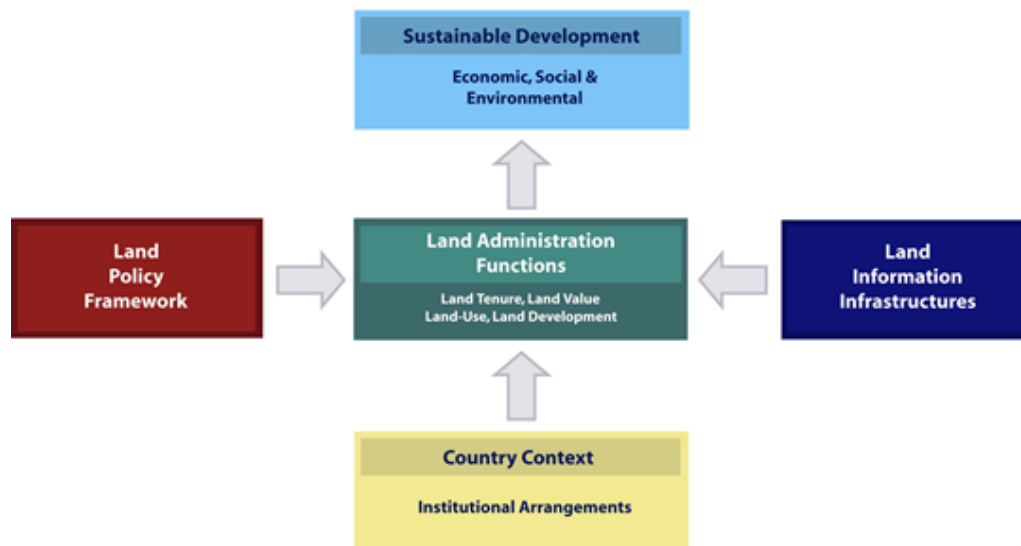 Sustainable Development
Economic, Social &
Environmental
Land
Policy
Framework
Land Administration
Functions
Land Tenure, Land Value
Land-Use, Land Development
Land
Information
Infrastructures
Country Context
Institutional Arrangements